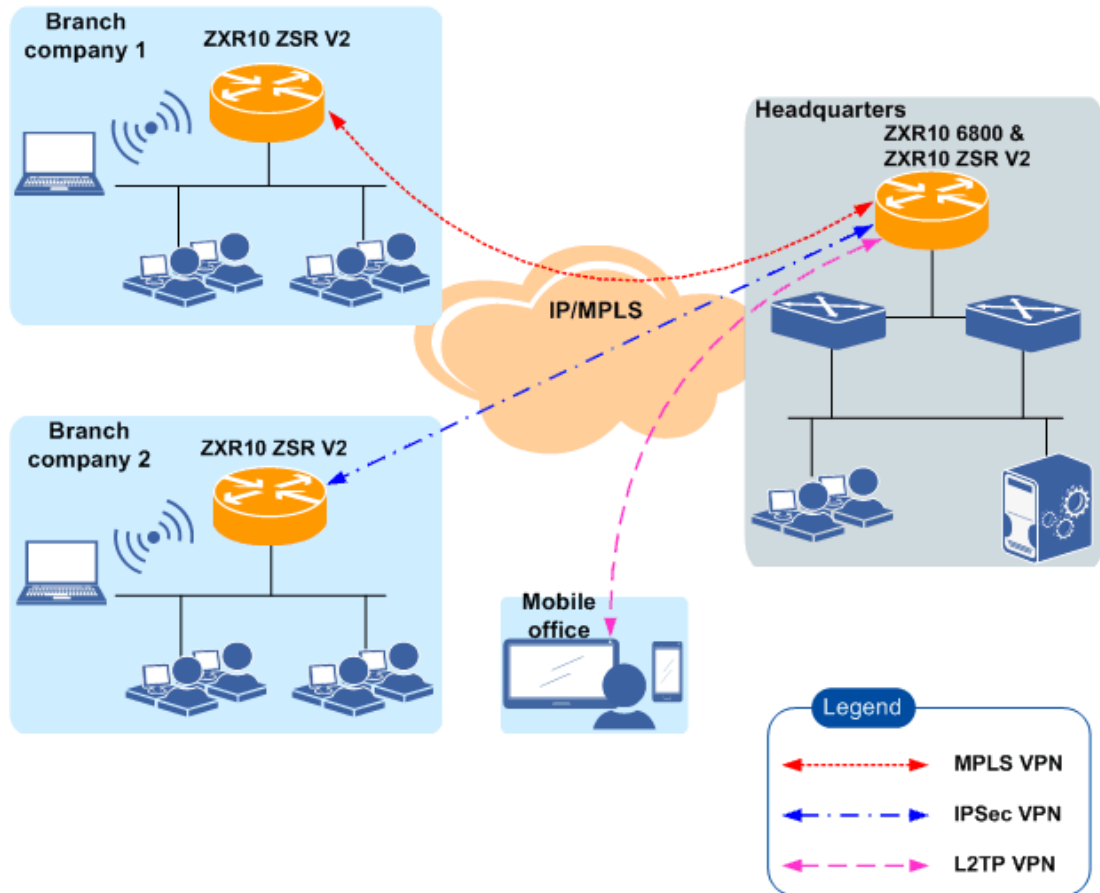 Branch
company 1
ZXR10 ZSR V2
Headquarters
ZXR10 6800 &
ZXR10 ZSR V2
IP/MPLS
Branch
company 2
ZXR10 ZSR V2
Mobile
office
Legend
MPLS VPN
IPSec VPN
L2TP VPN